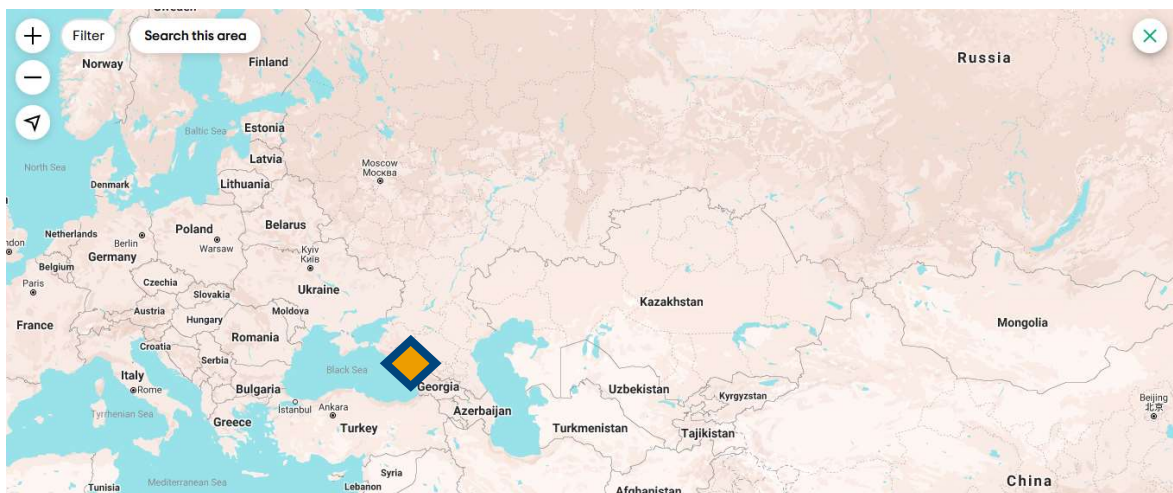 Filter
Search this area
Norway
Finland
Russia
Estonia
Baltic Sea
North Sea
Latvia
Moscow
Москва
Denmark
Lithuania
Netherlands
Berlin
Poland
Warsaw
Belarus
Germany
Belgium
Kyiv
Київ
Paris
Czechia
Ukraine
Slovakia
Kazakhstan
Austria
Hungary
Moldova
France
Mongolia
Romania
Croatia
Serbia
Black Sea
Italy
Rome
Bulgaria
Georgia
Uzbekistan
Kyrgyzstan
Beijing
北京
Istanbul
Ankara
Azerbaijan
Tyrrhenian Sea
Greece
Turkey
Turkmenistan
Tajikistan
Syria
Lebanon
Tunisia
Mediterranean Sea
China